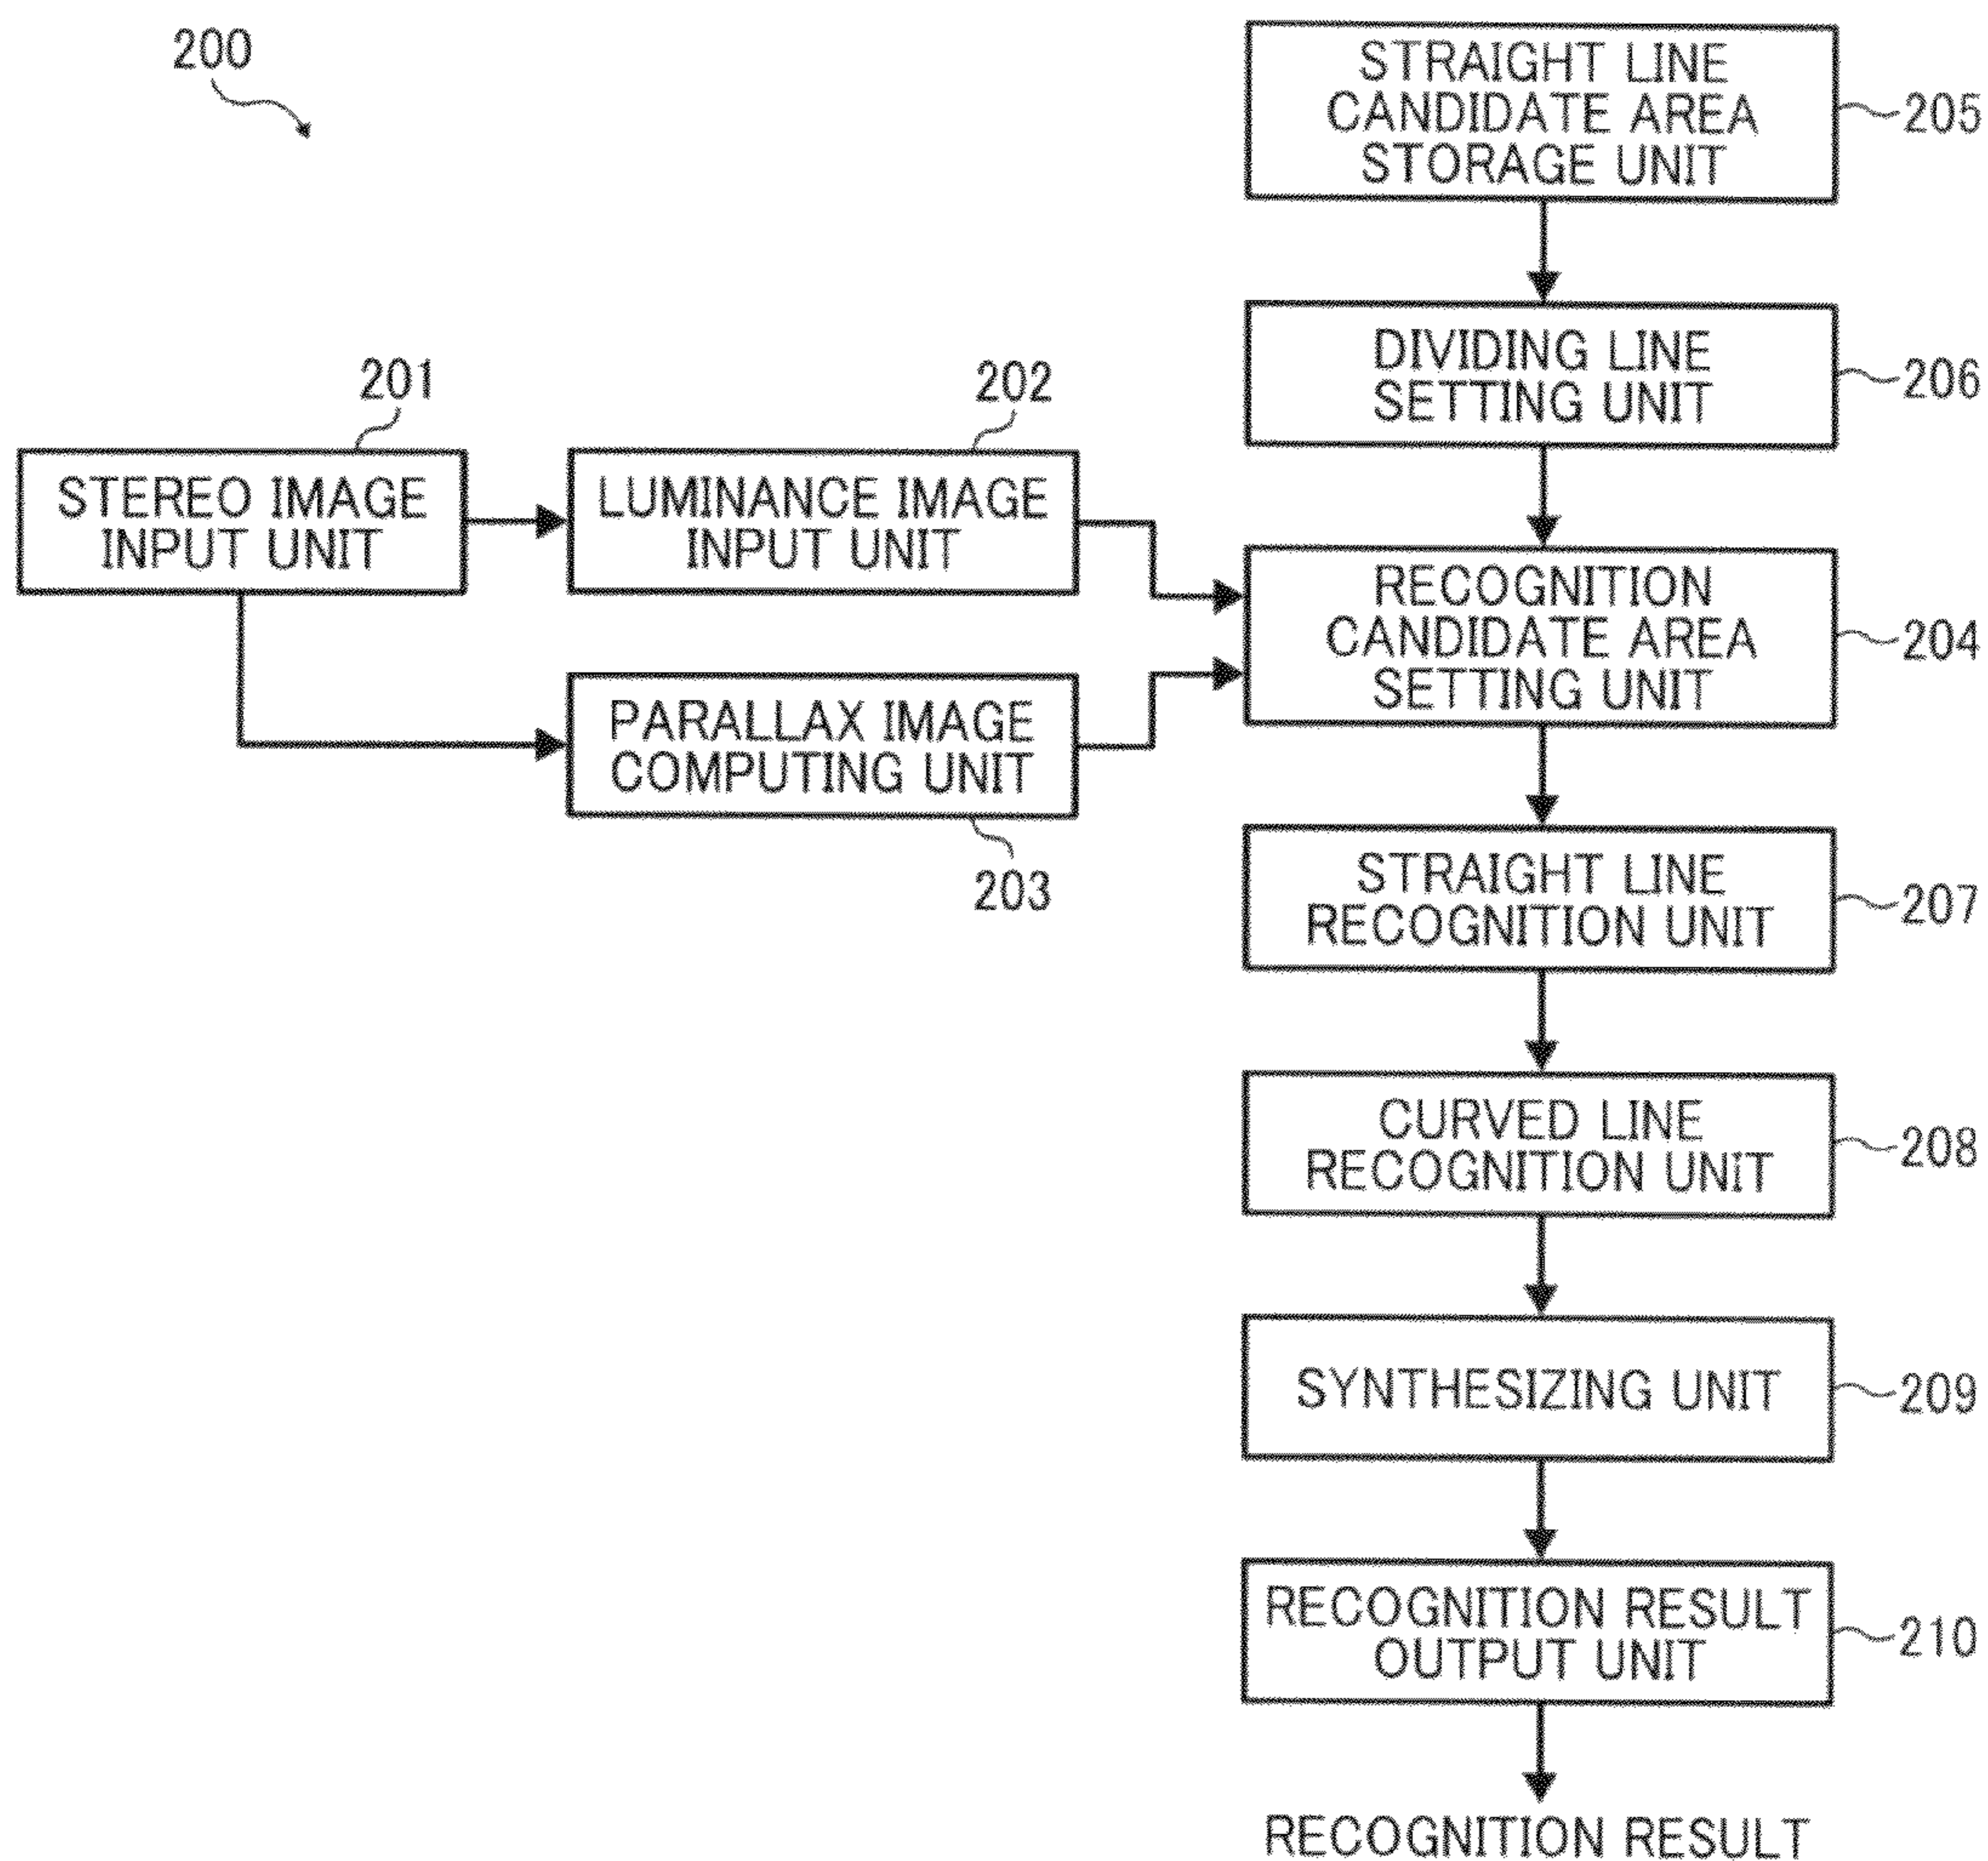 200
STRAIGHT LINE
CANDIDATE AREA
STORAGE UNIT
205
DIVIDING LINE
SETTING UNIT
206
201
STEREO IMAGE
INPUT UNIT
202
LUMINANCE IMAGE
INPUT UNIT
RECOGNITION
CANDIDATE AREA
SETTING UNIT
204
PARALLAX IMAGE
COMPUTING UNIT
203
STRAIGHT LINE
RECOGNITION UNIT
207
CURVED LINE
RECOGNITION UNiT
208
SYNTHESIZING UNIT
209
RECOGNITION RESULT
OUTPUT UNIT
210
RECOGNITION RESULT